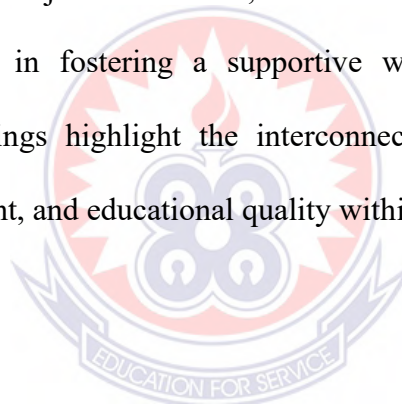 in fostering a supportive w
ings highlight the interconnec
nt, and educational quality withi
EDUCATION FOR SERVICE